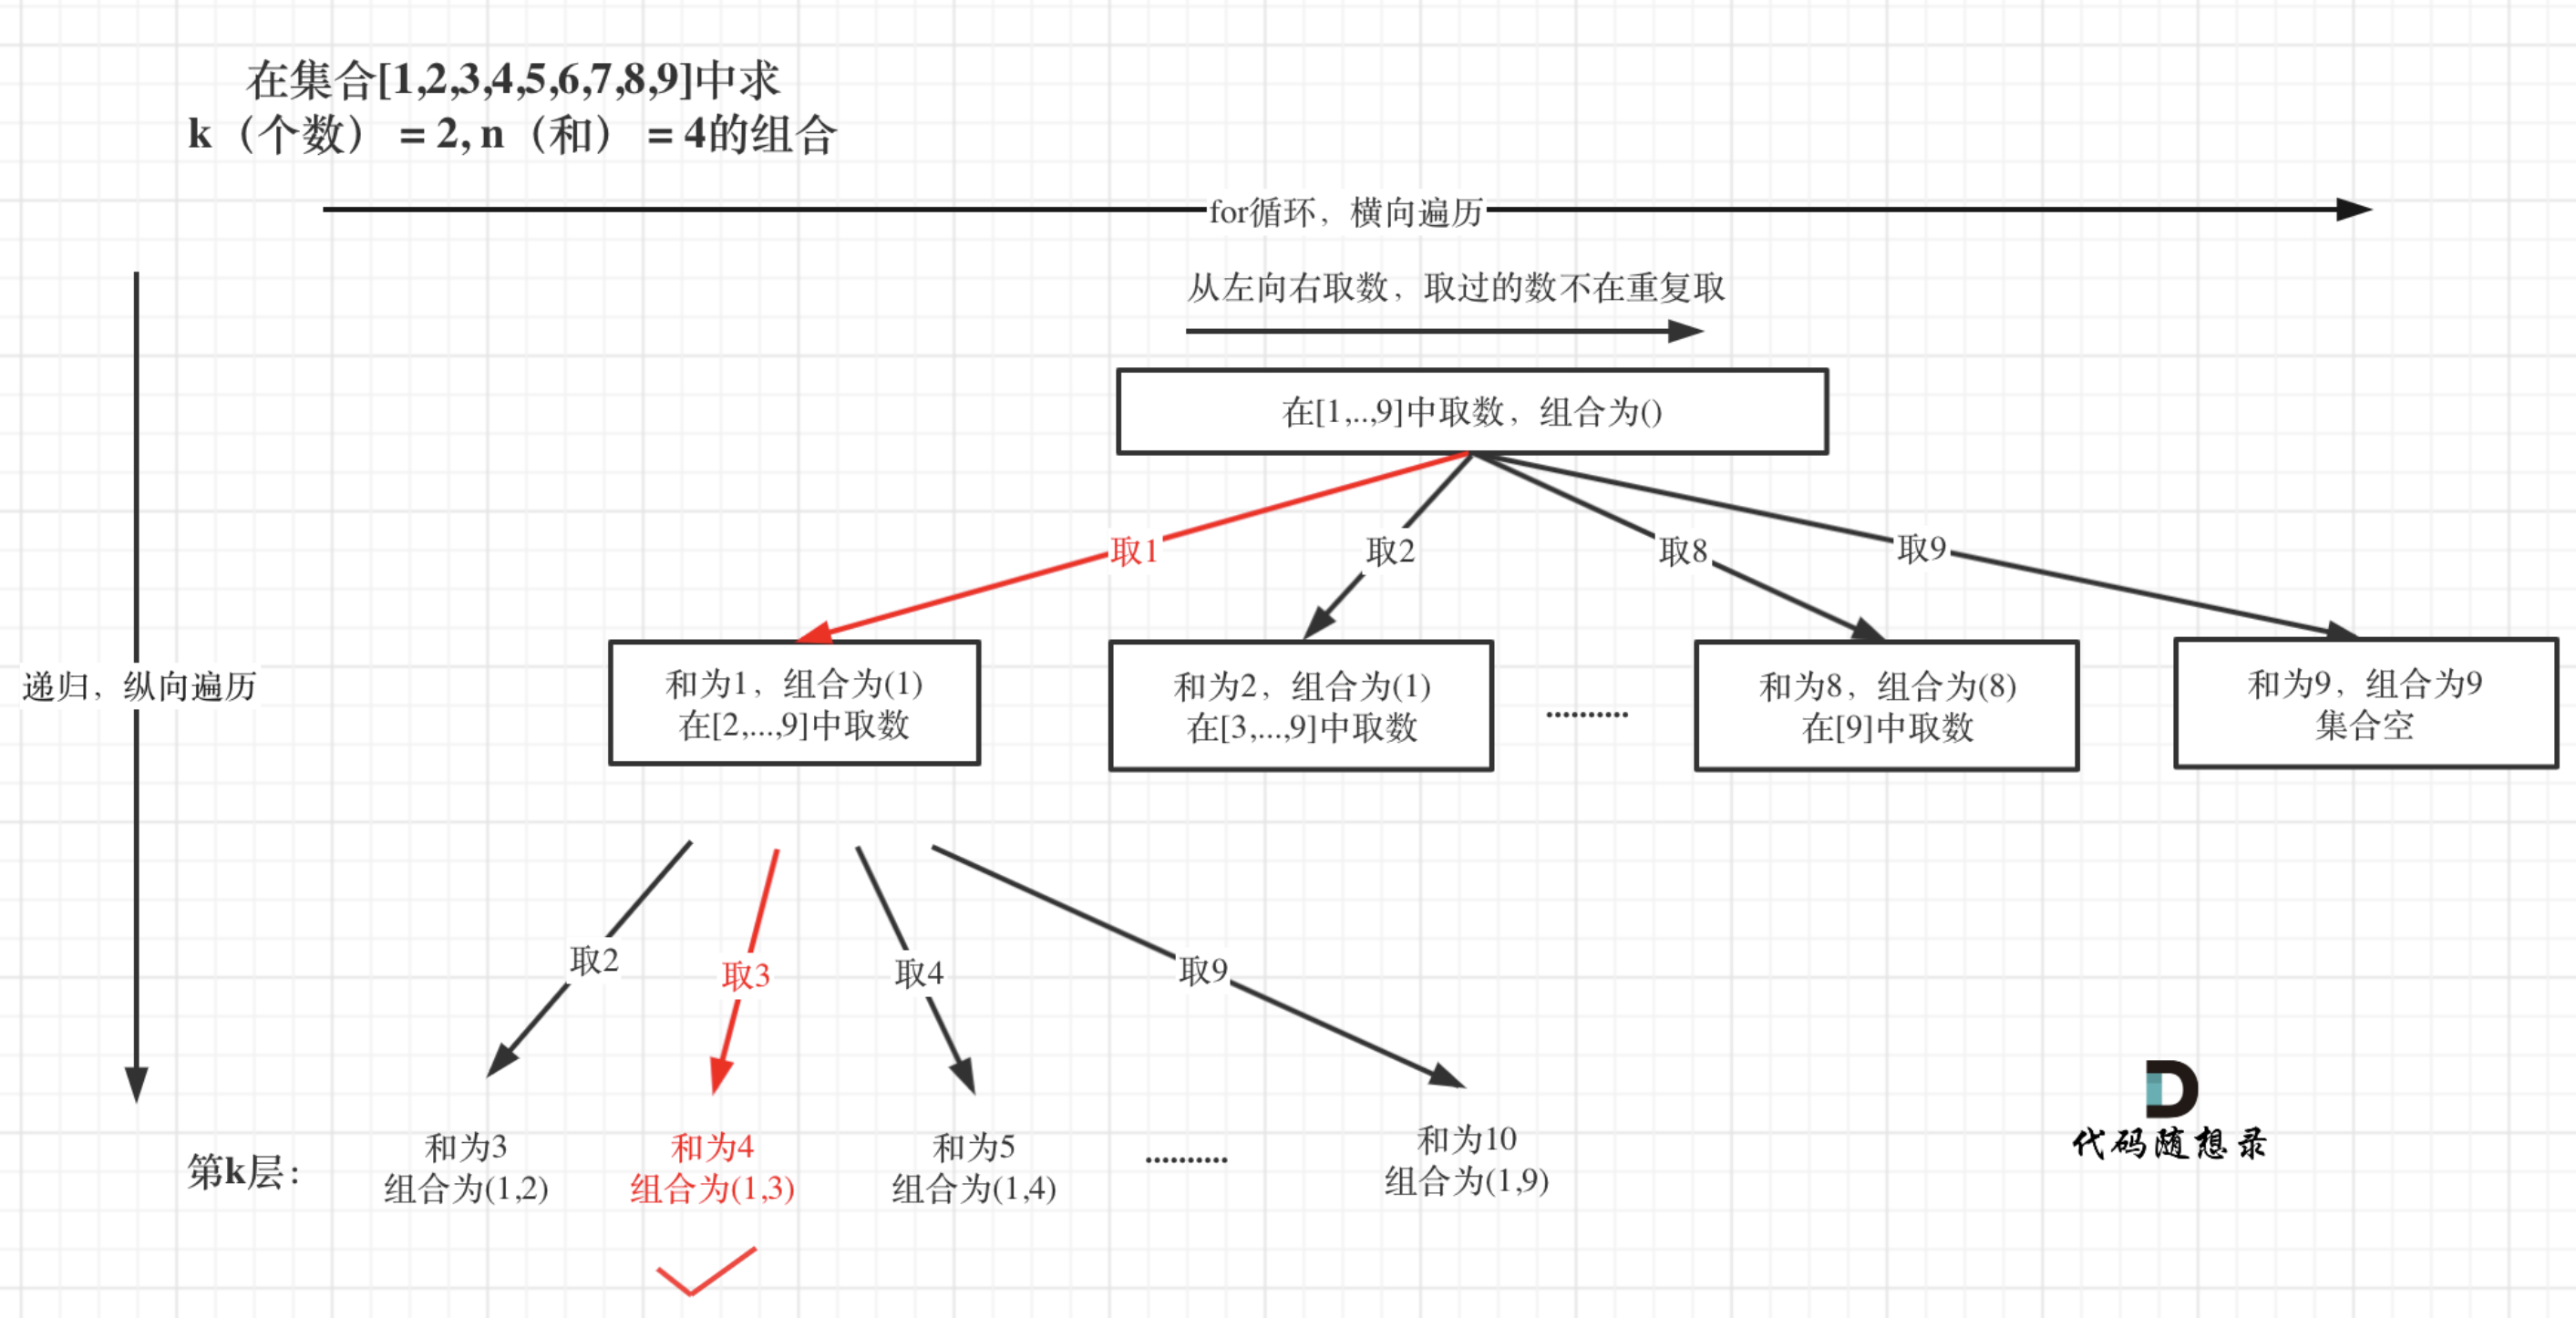 在集合[1,2,3,4,5,6,7,8,9]中求
k（个数） = 2, n（和） = 4的组合
for循环，横向遍历
从左向右取数，取过的数不在重复取
在[1,..,9]中取数，组合为()
取1
取2
取8
取9
递归，纵向遍历
和为1，组合为(1)
在[2,...,9]中取数
和为2，组合为(1)
在[3,...,9]中取数
..........
和为8，组合为(8)
在[9]中取数
和为9，组合为9
集合空
取2
取3
取4
取9
第k层：
和为3
组合为(1,2)
和为4
组合为(1,3)
和为5
组合为(1,4)
..........
和为10
组合为(1,9)
代码随想录